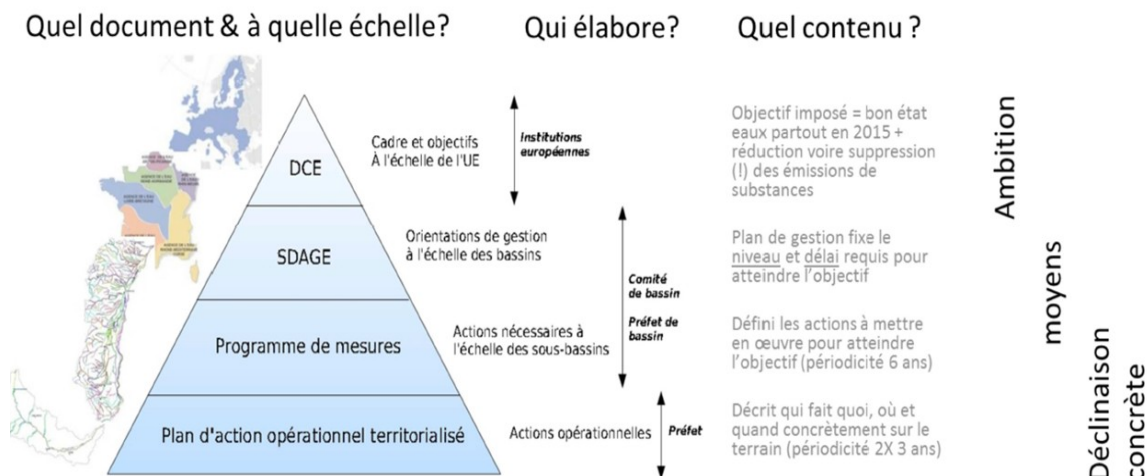 Quel document & à quelle échelle?
Qui élabore?
Quel contenu ?
DCE
Cadre et objectifs
À l'échelle de l'UE
Institutions
européennes
Objectif imposé = bon état
eaux partout en 2015 +
réduction voire suppression
(!) des émissions de
substances
Ambition
SDAGE
Orientations de gestion
à l'échelle des bassins
Comité
de bassin
Préfet de
bassin
Plan de gestion fixe le
niveau et délai requis pour
atteindre l'objectif
moyens
Programme de mesures
Actions nécessaires à
l'échelle des sous-bassins
Défini les actions à mettre
en œuvre pour atteindre
l'objectif (périodicité 6 ans)
Plan d'action opérationnel territorialisé
Actions opérationnelles
Préfet
Décrit qui fait quoi, où et
quand concrètement sur le
terrain (périodicité 2X 3 ans)
Déclinaison
concrète